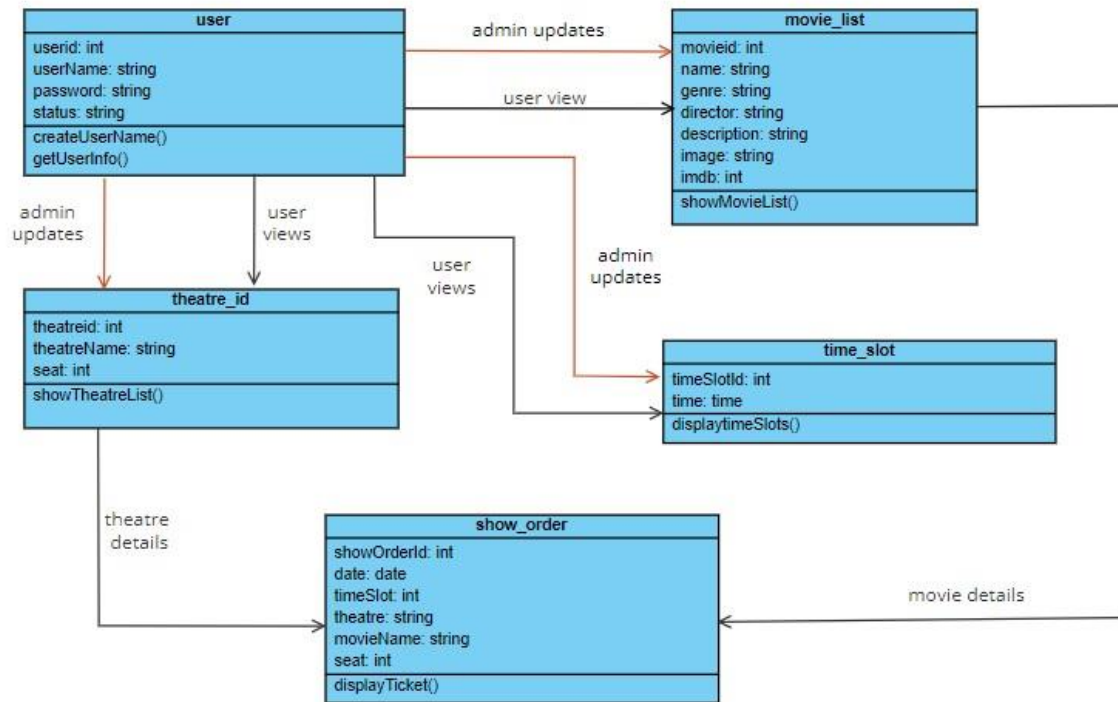 user
userid: int
userName: string
password: string
status: string
createUserName()
getUserInfo()
admin updates
user view
movie_list
movieid: int
name: string
genre: string
director: string
description: string
image: string
imdb: int
showMovieList()
admin
updates
user
views
user
views
admin
updates
theatre_id
theatreid: int
theatreName: string
seat: int
showTheatreList()
time_slot
timeSlotId: int
time: time
displaytimeSlots()
theatre
details
show_order
showOrderId: int
date: date
timeSlot: int
theatre: string
movieName: string
seat: int
displayTicket()
movie details